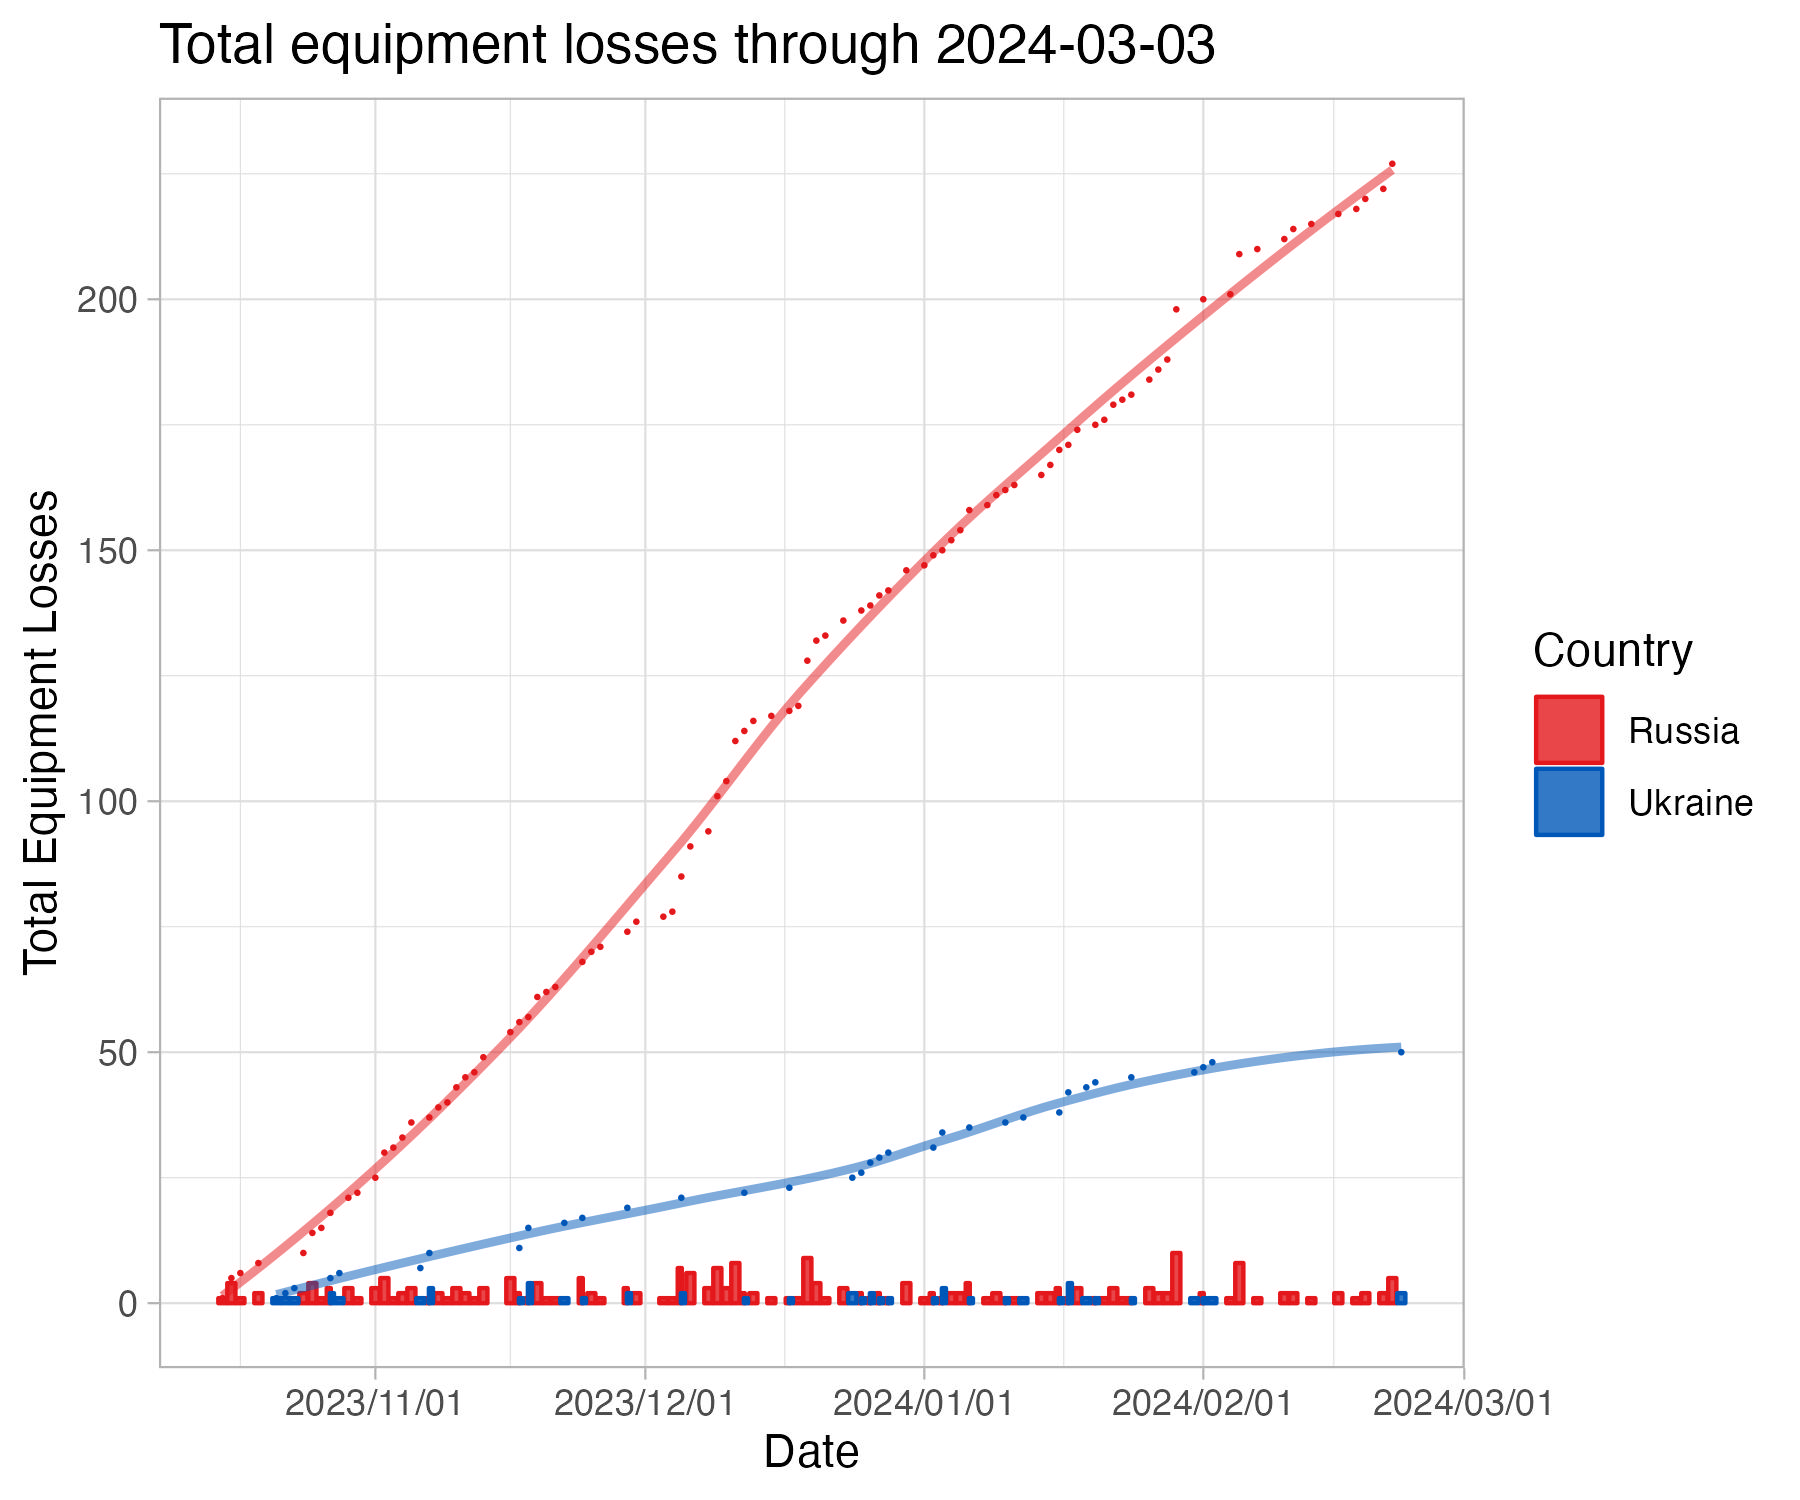 Total equipment losses through 2024-03-03
Total Equipment Losses
200
150
100
50
0
2023/11/01 2023/12/01 2024/01/01 2024/02/01 2024/03/01
Date
Country
Russia
Ukraine